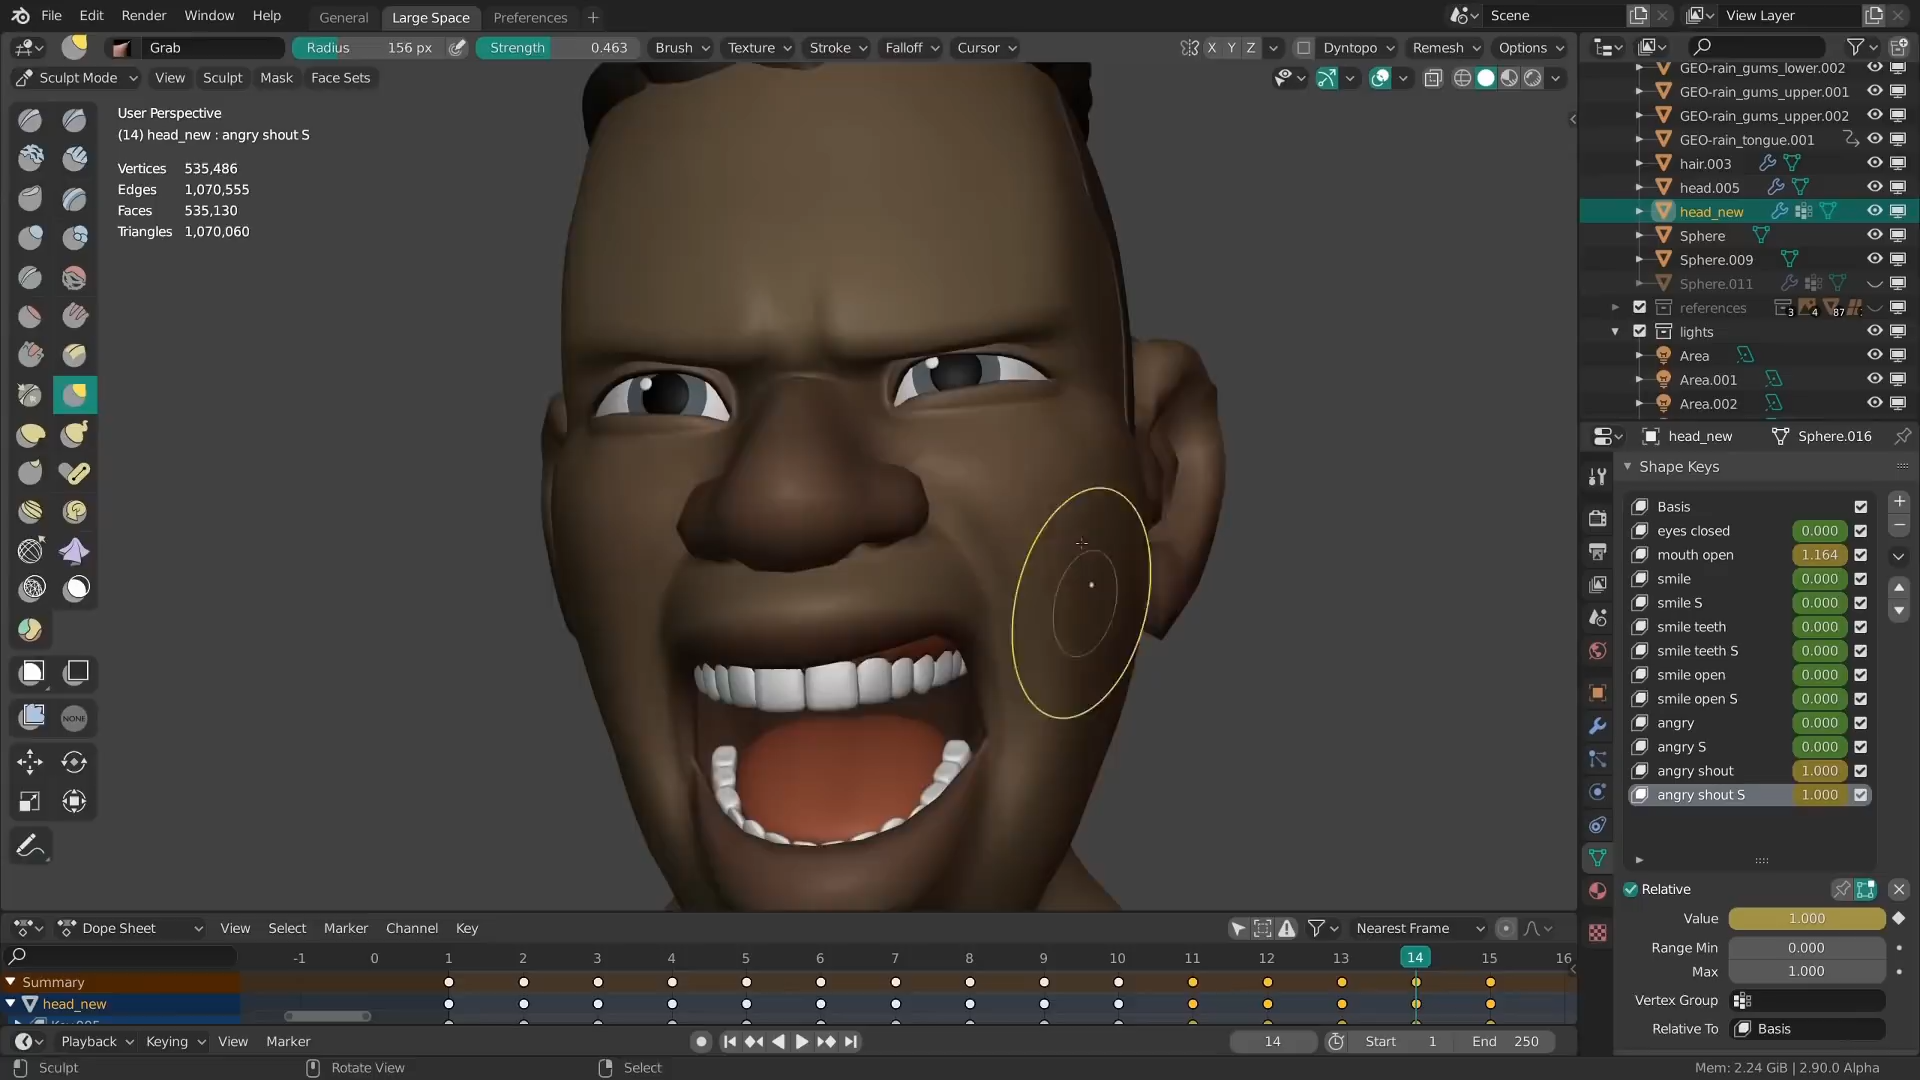 File Edit Render Window Help General Large Space Preferences + Scene View Layer
Grab Radius 156 px Strength 0.463 Brush Texture Stroke Falloff Cursor X Y Z Dyntopo Remesh Options
Sculpt Mode View Sculpt Mask Face Sets
User Perspective
(14) head_new : angry shout S
Vertices 535,486
Edges 1,070,555
Faces 535,130
Triangles 1,070,060
NONE
GEO-rain_gums_lower.002
GEO-rain_gums_upper.001
GEO-rain_gums_upper.002
GEO-rain_tongue.001
hair.003
head.005
head_new
Sphere
Sphere.009
Sphere.011
references 3 4 87
lights
Area
Area.001
Area.002
head_new Sphere.016
Shape Keys
Basis
eyes closed 0.000
mouth open 1.164
smile 0.000
smile S 0.000
smile teeth 0.000
smile teeth S 0.000
smile open 0.000
smile open S 0.000
angry 0.000
angry S 0.000
angry shout 1.000
angry shout S 1.000
Relative
Value 1.000
Range Min 0.000
Max 1.000
Vertex Group
Relative To Basis
Dope Sheet View Select Marker Channel Key Nearest Frame
-1 0 1 2 3 4 5 6 7 8 9 10 11 12 13 14 15 16
Summary
head_new
Playback Keying View Marker 14 Start 1 End 250
Sculpt Rotate View Select Mem: 2.24 GiB | 2.90.0 Alpha